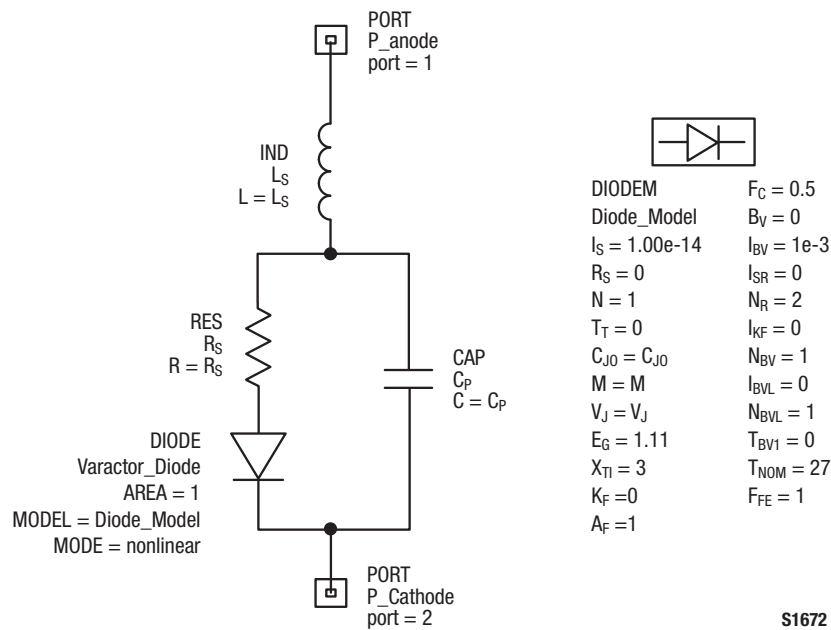 PORT
P_anode
port = 1
IND
L_S
L = L_S
RES
R_S
R = R_S
CAP
C_P
C = C_P
DIODE
Varactor_Diode
AREA = 1
MODEL = Diode_Model
MODE = nonlinear
PORT
P_Cathode
port = 2
DIODEM
Diode_Model
I_S = 1.00e-14
R_S = 0
N = 1
T_T = 0
C_J0 = C_J0
M = M
V_J = V_J
E_G = 1.11
X_TI = 3
K_F =0
A_F =1
F_C = 0.5
B_V = 0
I_BV = 1e-3
I_SR = 0
N_R = 2
I_KF = 0
N_BV = 1
I_BVL = 0
N_BVL = 1
T_BV1 = 0
T_NOM = 27
F_FE = 1
S1672